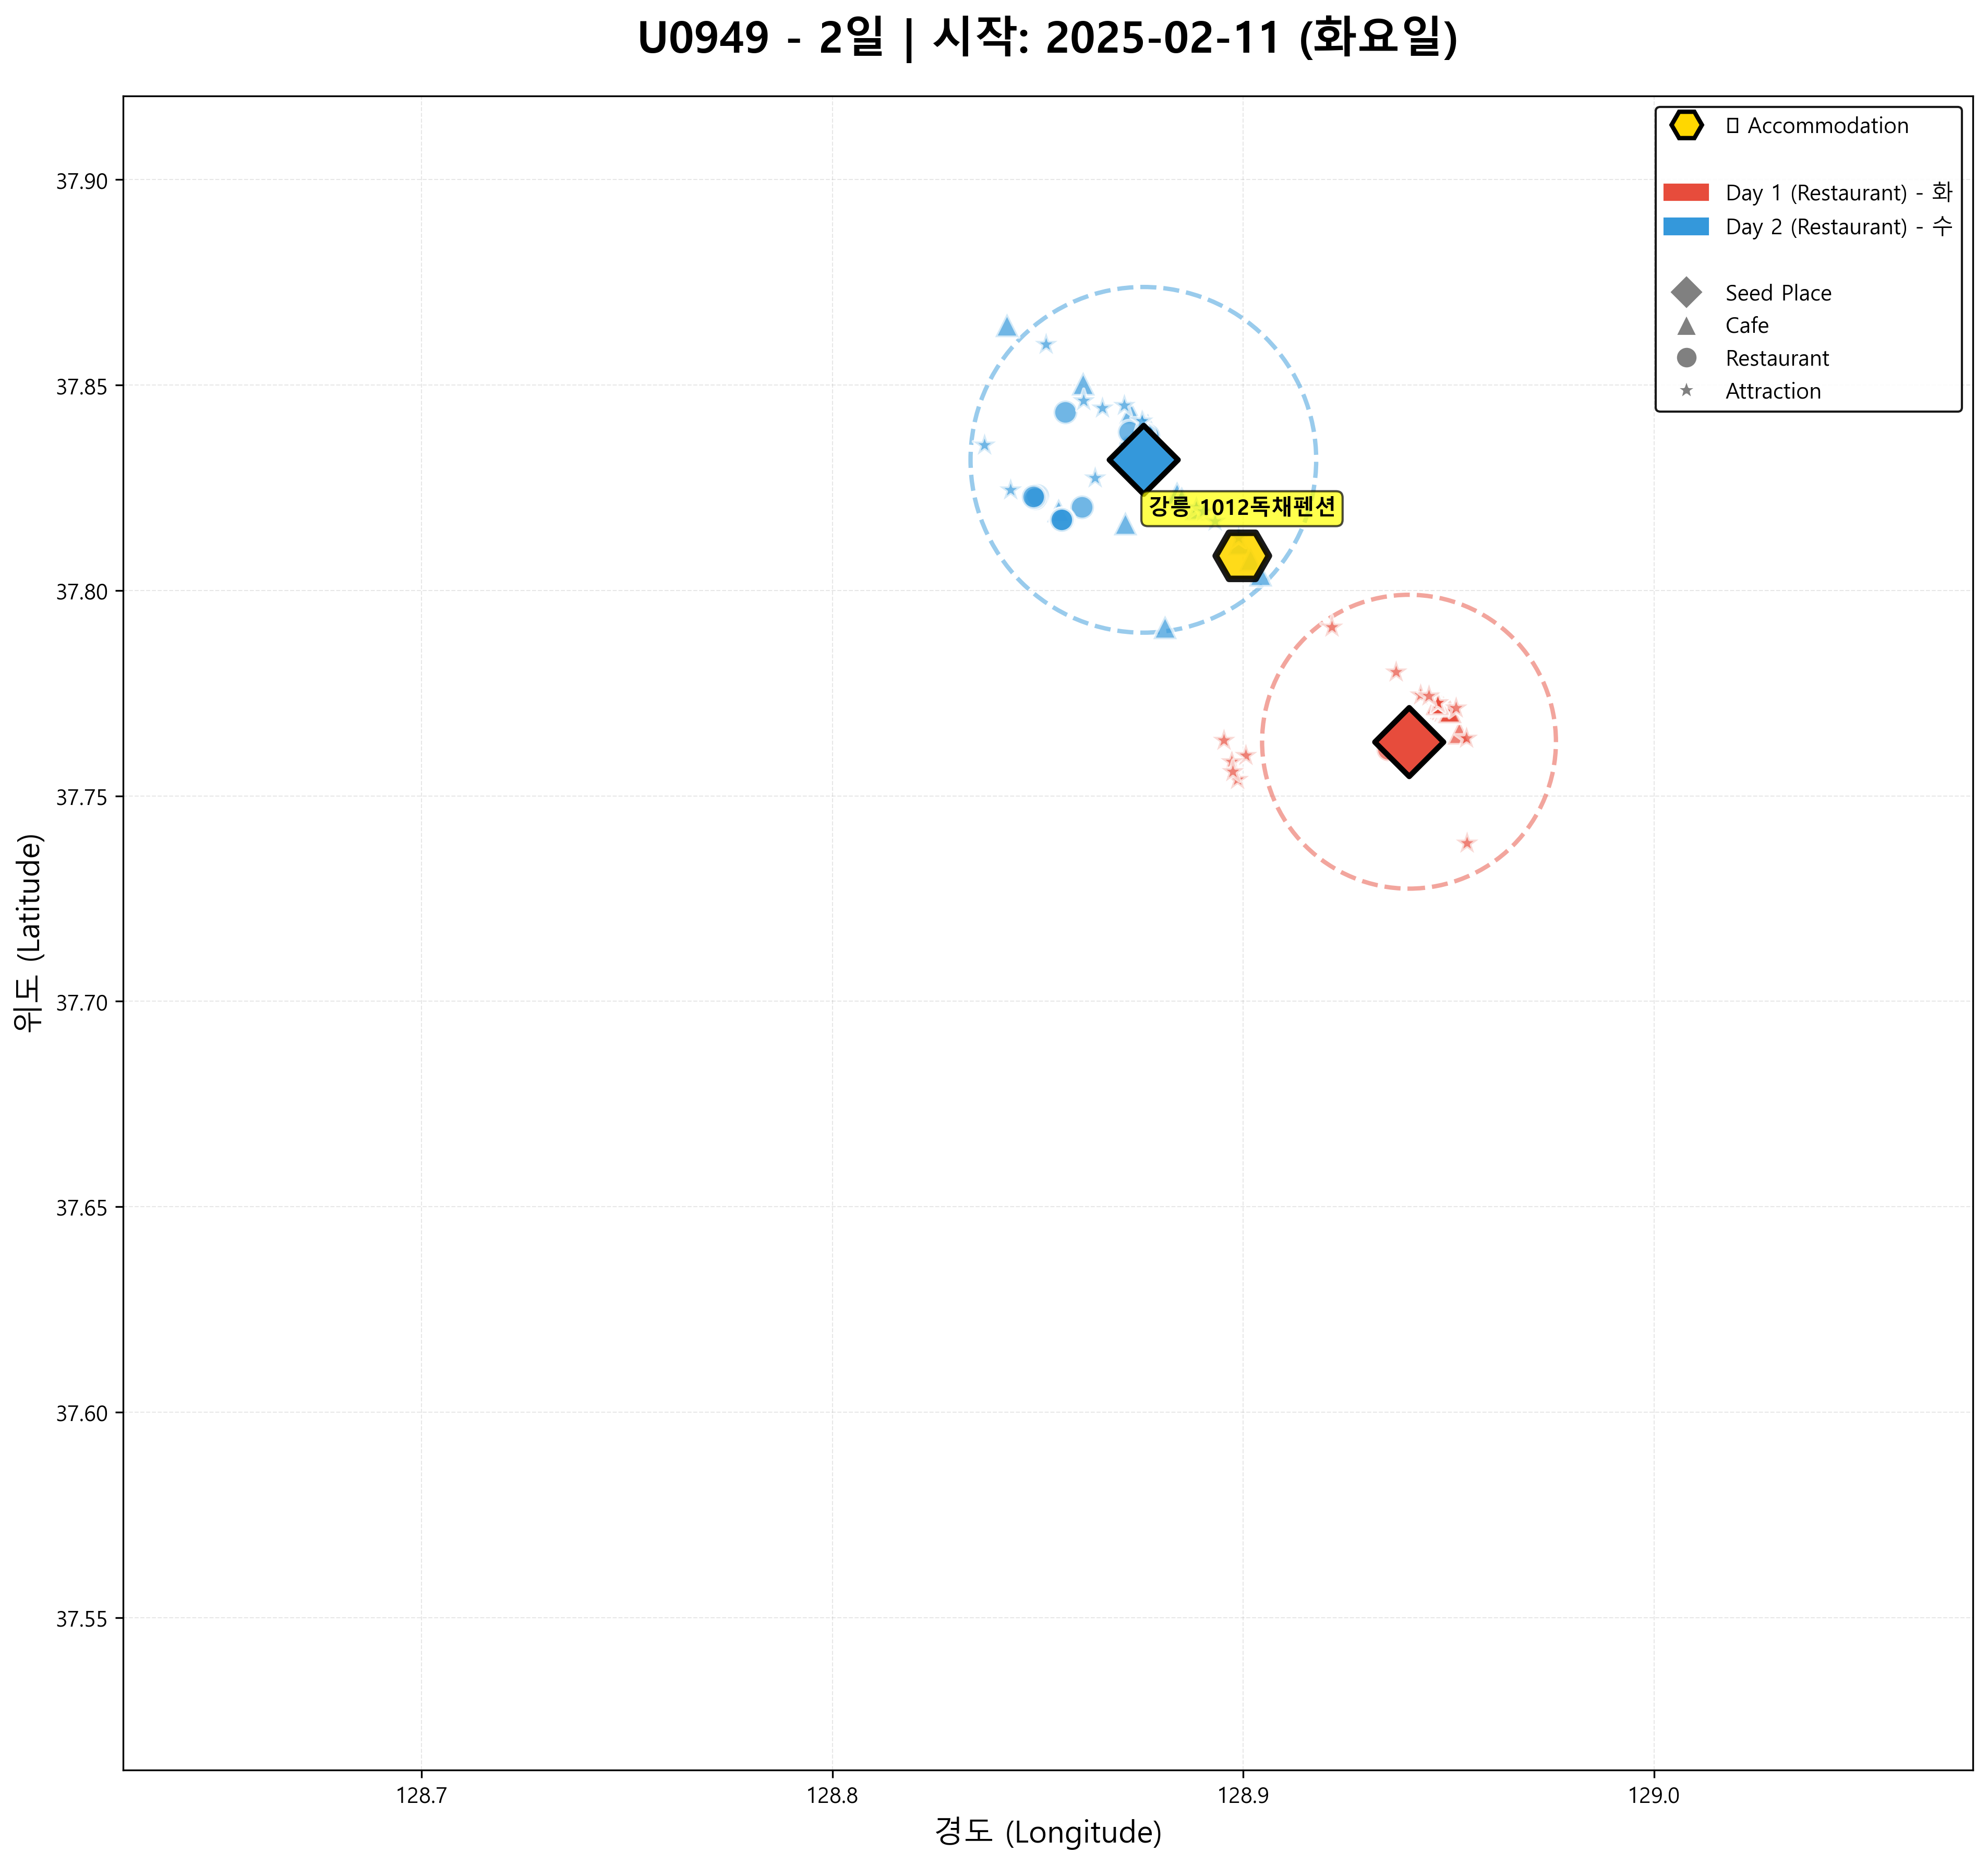 U0949 - 2일 | 시작: 2025-02-11 (화요일)
Accommodation
Day 1 (Restaurant) - 화
Day 2 (Restaurant) - 수
Seed Place
Cafe
Restaurant
Attraction
강릉 1012독채펜션
37.90
37.85
37.80
37.75
37.70
37.65
37.60
37.55
위도 (Latitude)
128.7
128.8
128.9
129.0
경도 (Longitude)